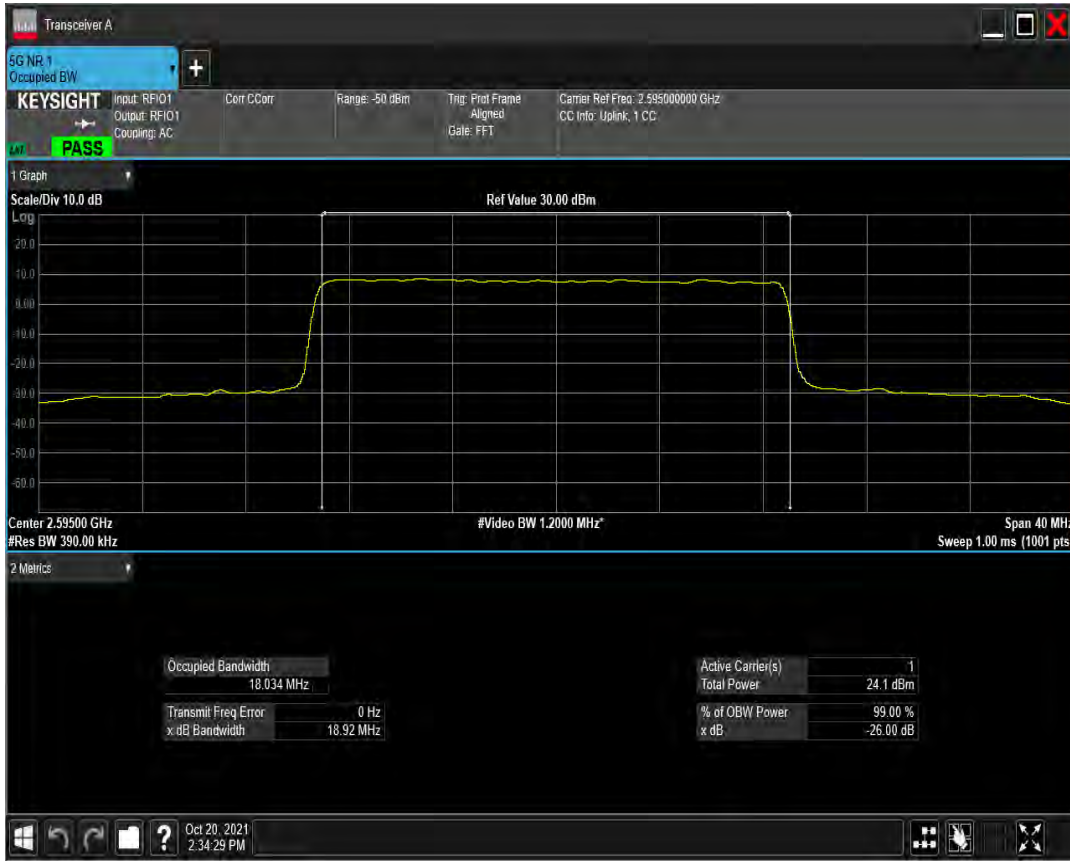 Transceiver A
5G NR 1
Occupied BW
+
KEYSIGHT
Input: RFIO1
Output: RFIO1
Coupling: AC
Corr CCorr
Range: -50 dBm
Trig: Prot Frame
Aligned
Gate: FFT
Carrier Ref Freq: 2.595000000 GHz
CC Info: Uplink, 1 CC
PASS
1 Graph
Scale/Div 10.0 dB
Ref Value 30.00 dBm
Log
20.0
10.0
0.00
-10.0
-20.0
-30.0
-40.0
-50.0
-60.0
Center 2.59500 GHz
#Video BW 1.2000 MHz*
Span 40 MHz
#Res BW 390.00 kHz
Sweep 1.00 ms (1001 pts
2 Metrics
Occupied Bandwidth
18.034 MHz
Transmit Freq Error 0 Hz
x dB Bandwidth 18.92 MHz
Active Carrier(s) 1
Total Power 24.1 dBm
% of OBW Power 99.00 %
x dB -26.00 dB
?
Oct 20, 2021
2:34:29 PM